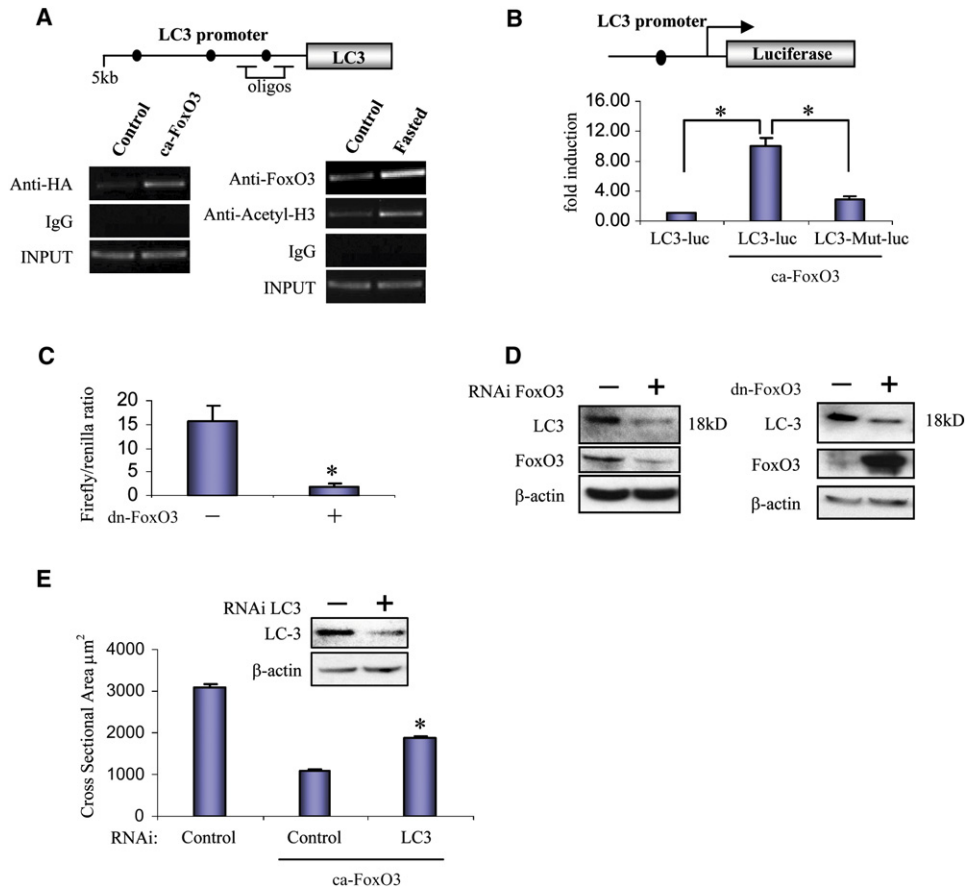 A
LC3 promoter
LC3
5kb
oligos
Control
ca-FoxO3
Anti-HA
IgG
INPUT
Control
Fasted
Anti-FoxO3
Anti-Acetyl-H3
IgG
INPUT
B
LC3 promoter
Luciferase
fold induction
16.00
12.00
8.00
4.00
0.00
*
*
LC3-luc
LC3-luc
LC3-Mut-luc
ca-FoxO3
C
Firefly/renilla ratio
20
15
10
5
0
*
dn-FoxO3
— +
D
RNAi FoxO3 — +
LC3
18kD
FoxO3
β-actin
dn-FoxO3 — +
LC-3
18kD
FoxO3
β-actin
E
RNAi LC3 — +
LC-3
β-actin
Cross Sectional Area µm²
4000
3000
2000
1000
0
*
RNAi: Control Control LC3
ca-FoxO3